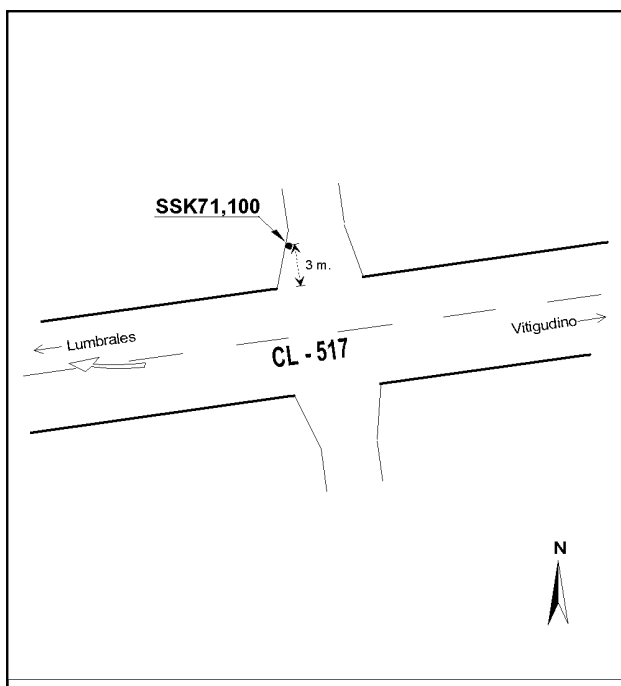 SSK71,100
3 m.
Lumbrales
Vitigudino
CL - 517
N